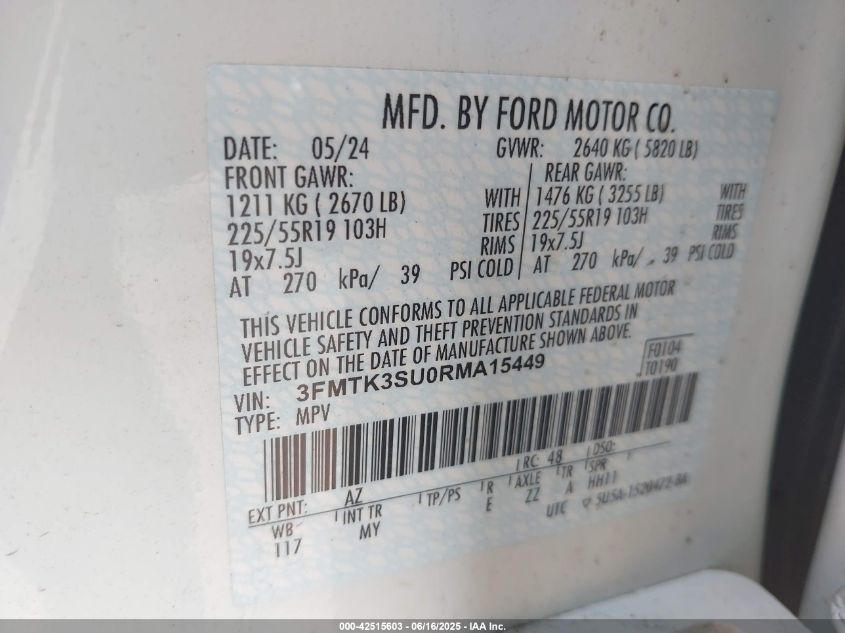 MFD. BY FORD MOTOR CO.
DATE: 05/24 GVWR: 2640 KG ( 5820 LB)
FRONT GAWR: REAR GAWR:
1211 KG ( 2670 LB) WITH 1476 KG ( 3255 LB) WITH
225/55R19 103H TIRES 225/55R19 103H TIRES
19x7.5J RIMS 19x7.5J RIMS
AT 270 kPa/ 39 PSI COLD AT 270 kPa/ 39 PSI COLD
THIS VEHICLE CONFORMS TO ALL APPLICABLE FEDERAL MOTOR
VEHICLE SAFETY AND THEFT PREVENTION STANDARDS IN
EFFECT ON THE DATE OF MANUFACTURE SHOWN ABOVE.
VIN: 3FMTK3SU0RMA15449 F0104
TYPE: MPV T0190
RC: 48 DSO:
EXT PNT: AZ
WB INT TR TP/PS R AXLE TR SPR
117 MY E ZZ A HH11
UTC
000-42515603 - 06/16/2025 - IAA Inc.